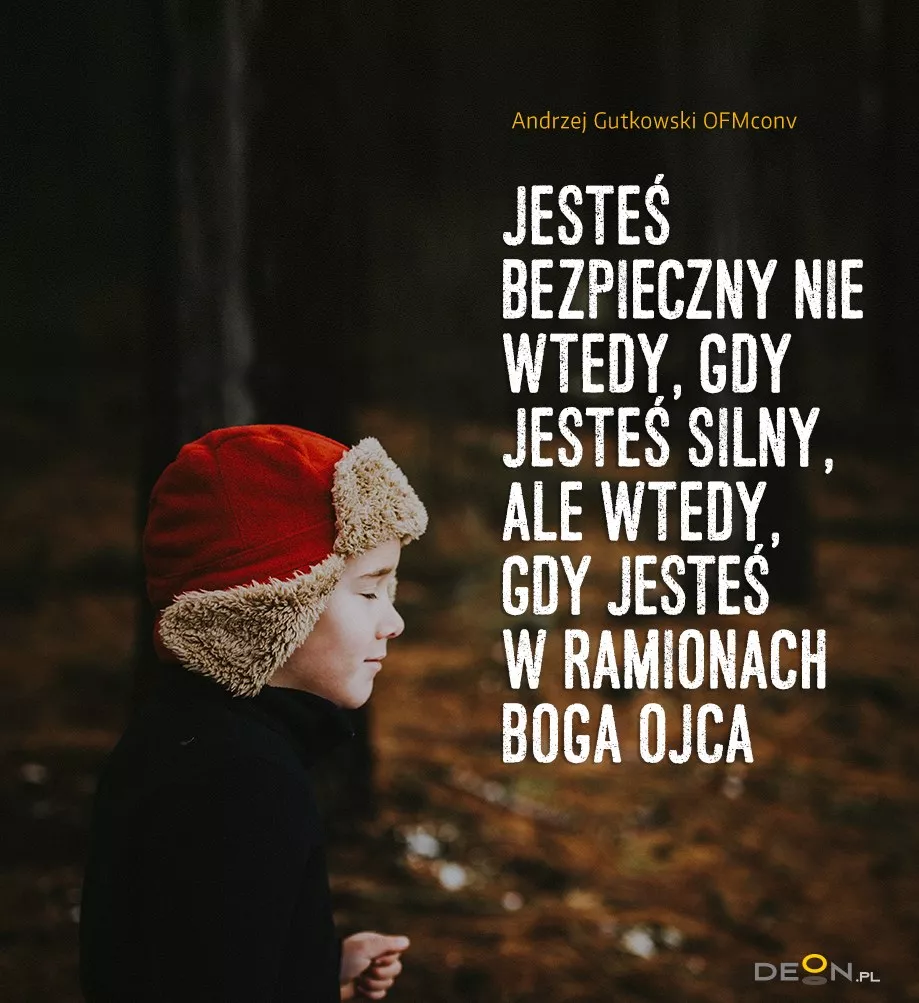 Andrzej Gutkowski OFMconv
JESTEŚ
BEZPIECZNY NIE
WTEDY, GDY
JESTEŚ SILNY,
ALE WTEDY,
GDY JESTEŚ
W RAMIONACH
BOGA OJCA
DEON.PL